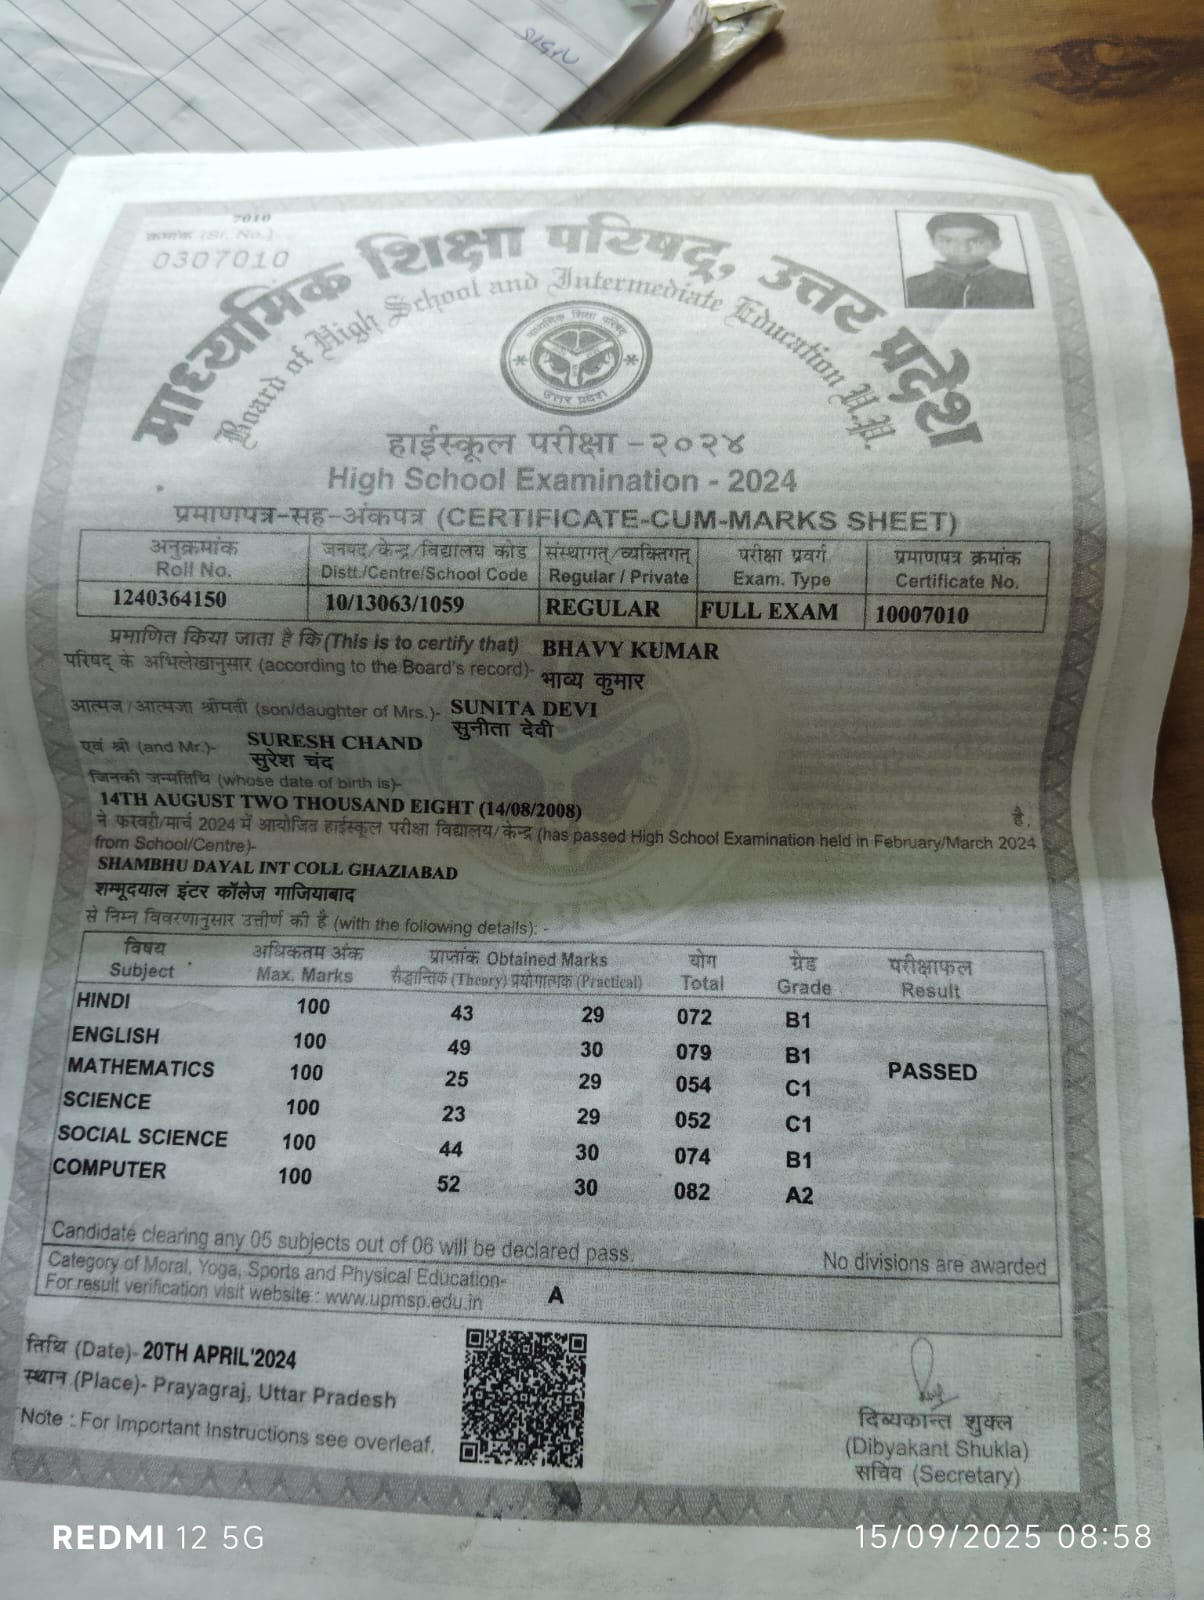 7010
क्रमांक (Sr. No.)
0307010
माध्यमिक शिक्षा परिषद्, उत्तर प्रदेश
Board of High School and Intermediate Education U.P.
माध्यमिक शिक्षा परिषद
उत्तर प्रदेश
हाईस्कूल परीक्षा - २०२४
High School Examination - 2024
प्रमाणपत्र-सह-अंकपत्र (CERTIFICATE-CUM-MARKS SHEET)
अनुक्रमांक जनपद/केन्द्र/विद्यालय कोड संस्थागत्/व्यक्तिगत् परीक्षा प्रवर्ग प्रमाणपत्र क्रमांक
Roll No. Distt./Centre/School Code Regular / Private Exam. Type Certificate No.
1240364150 10/13063/1059 REGULAR FULL EXAM 10007010
प्रमाणित किया जाता है कि (This is to certify that) BHAVY KUMAR
परिषद के अभिलेखानुसार (according to the Board's record)- भाव्य कुमार
आत्मज/आत्मजा श्रीमती (son/daughter of Mrs.)- SUNITA DEVI
सुनीता देवी
एवं श्री (and Mr.)- SURESH CHAND
सुरेश चंद
जिनकी जन्मतिथि (whose date of birth is)-
14TH AUGUST TWO THOUSAND EIGHT (14/08/2008) है,
ने फरवरी/मार्च 2024 में आयोजित हाईस्कूल परीक्षा विद्यालय/केन्द्र (has passed High School Examination held in February/March 2024
from School/Centre)-
SHAMBHU DAYAL INT COLL GHAZIABAD
शम्भूदयाल इंटर कॉलेज गाजियाबाद
से निम्न विवरणानुसार उत्तीर्ण की है (with the following details): -
विषय अधिकतम अंक प्राप्तांक Obtained Marks योग ग्रेड परीक्षाफल
Subject Max. Marks सैद्धान्तिक (Theory) प्रयोगात्मक (Practical) Total Grade Result
HINDI 100 43 29 072 B1
ENGLISH 100 49 30 079 B1 PASSED
MATHEMATICS 100 25 29 054 C1
SCIENCE 100 23 29 052 C1
SOCIAL SCIENCE 100 44 30 074 B1
COMPUTER 100 52 30 082 A2
Candidate clearing any 05 subjects out of 06 will be declared pass. No divisions are awarded
Category of Moral, Yoga, Sports and Physical Education- A
For result verification visit website : www.upmsp.edu.in
तिथि (Date)- 20TH APRIL'2024
स्थान (Place)- Prayagraj, Uttar Pradesh
Note : For Important Instructions see overleaf.
दिव्यकान्त शुक्ल
(Dibyakant Shukla)
सचिव (Secretary)
REDMI 12 5G 15/09/2025 08:58